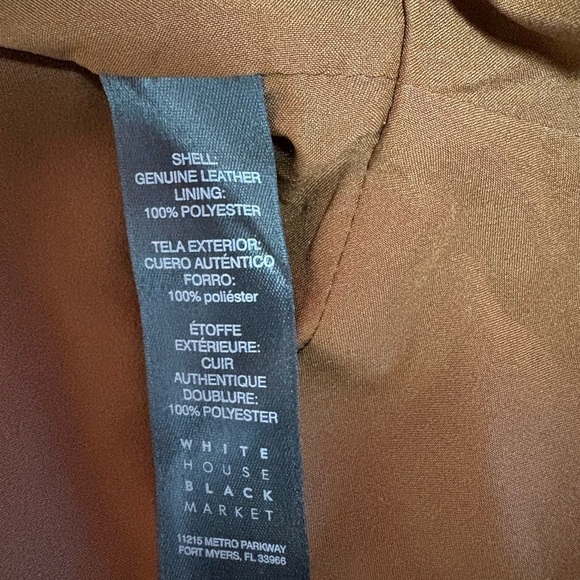 SHELL:
GENUINE LEATHER
LINING:
100% POLYESTER
TELA EXTERIOR:
CUERO AUTÉNTICO
FORRO:
100% poliéster
ÉTOFFE
EXTÉRIEURE:
CUIR
AUTHENTIQUE
DOUBLURE:
100% POLYESTER
WHITE
HOUSE
BLACK
MARKET
11215 METRO PARKWAY
FORT MYERS, FL 33966